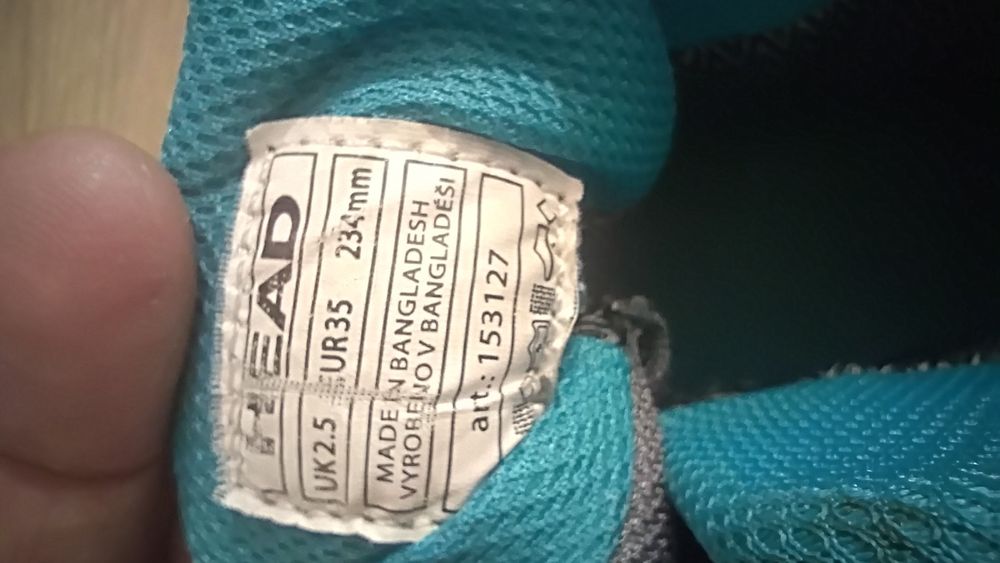 HEAD
UK2.5 EUR35 234mm
MADE IN BANGLADESH
VYROBENO V BANGLADÉŠI
art.: 153127